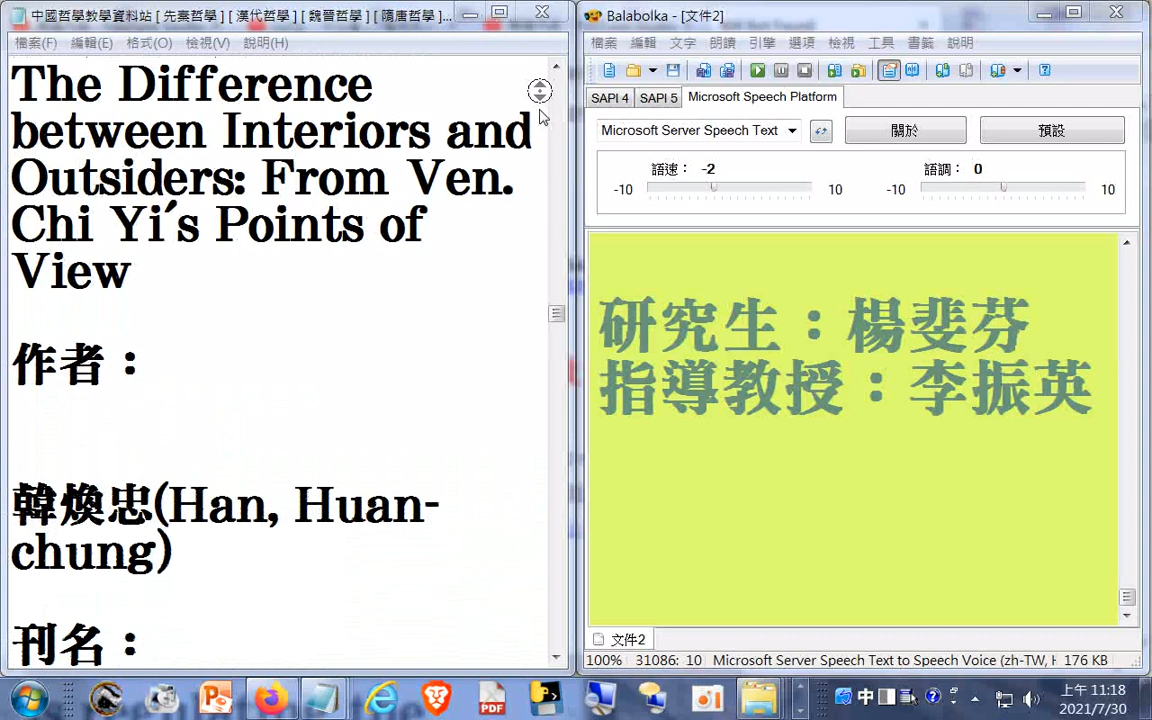 中國哲學教學資料站 [ 先秦哲學 ] [ 漢代哲學 ] [ 魏晉哲學 ] [ 隋唐哲學 ]...
檔案(F) 編輯(E) 格式(O) 檢視(V) 說明(H)
The Difference
between Interiors and
Outsiders: From Ven.
Chi Yi's Points of
View
作者：
韓煥忠(Han, Huan-
chung)
刊名：
Balabolka - [文件2]
檔案 編輯 文字 朗讀 引擎 選項 檢視 工具 書籤 說明
SAPI 4 SAPI 5 Microsoft Speech Platform
Microsoft Server Speech Text 關於 預設
語速： -2 語調： 0
-10 10 -10 10
研究生：楊斐芬
指導教授：李振英
文件2
100% 31086: 10 Microsoft Server Speech Text to Speech Voice (zh-TW, H 176 KB
中
上午 11:18
2021/7/30